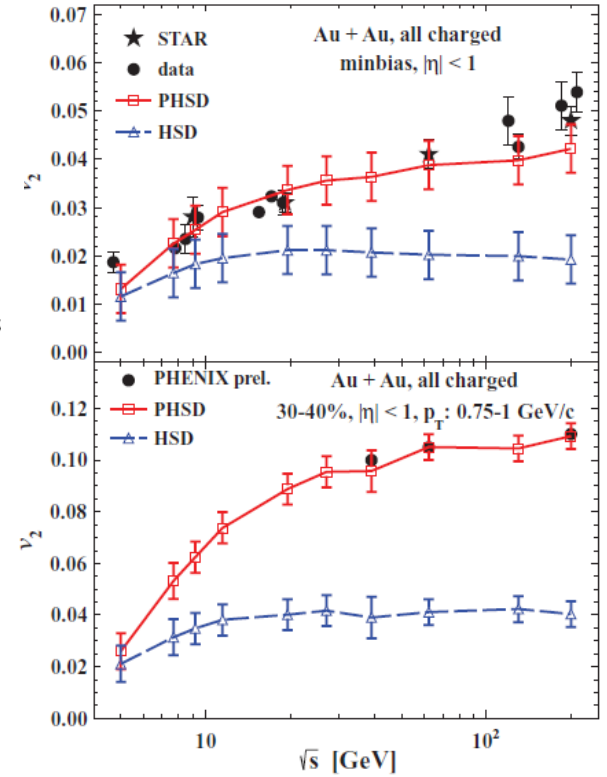 0.07
0.06
0.05
0.04
0.03
0.02
0.01
0.00
v₂
STAR
data
PHSD
HSD
Au + Au, all charged
minbias, |η| < 1
0.12
0.10
0.08
0.06
0.04
0.02
0.00
v₂
PHENIX prel.
PHSD
HSD
Au + Au, all charged
30-40%, |η| < 1, p_T: 0.75-1 GeV/c
10
10²
√s [GeV]